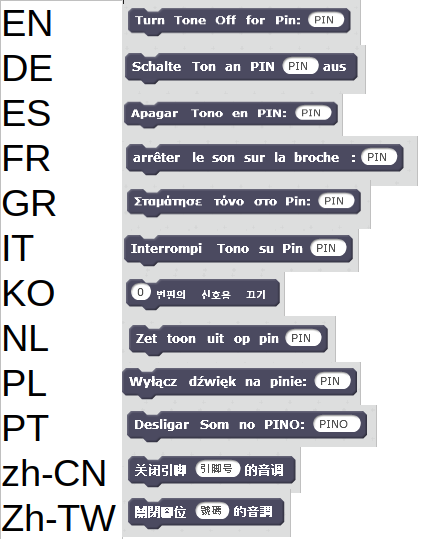 EN Turn Tone Off for Pin: PIN
DE Schalte Ton an PIN PIN aus
ES Apagar Tono en PIN: PIN
FR arrêter le son sur la broche : PIN
GR Σταμάτησε τόνο στο Pin: PIN
IT Interrompi Tono su Pin PIN
KO 0 번핀의 신호음 끄기
NL Zet toon uit op pin PIN
PL Wyłącz dźwięk na pinie: PIN
PT Desligar Som no PINO: PINO
zh-CN 关闭引脚 引脚号 的音调
Zh-TW 關閉 位 號碼 的音調